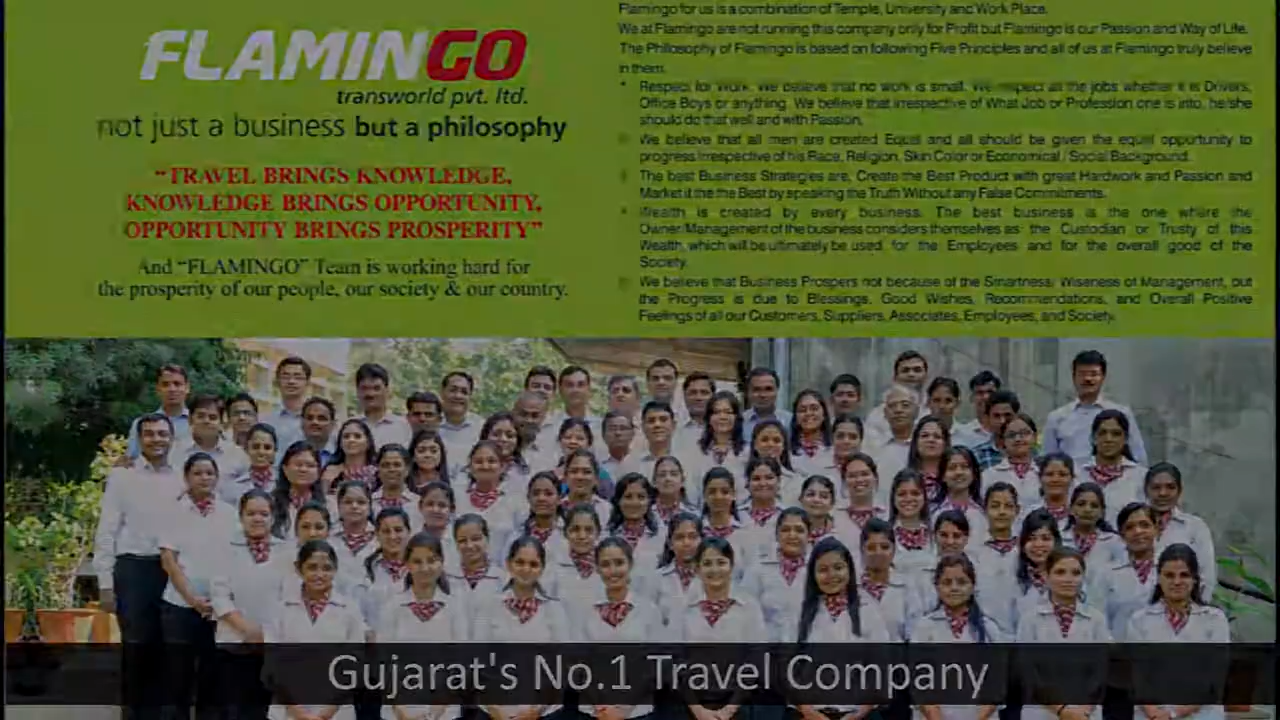 FLAMINGO
transworld pvt. ltd.
not just a business but a philosophy
"TRAVEL BRINGS KNOWLEDGE,
KNOWLEDGE BRINGS OPPORTUNITY,
OPPORTUNITY BRINGS PROSPERITY"
And "FLAMINGO" Team is working hard for
the prosperity of our people, our society & our country.
Flamingo for us is a combination of Temple, University and Work Place.
We at Flamingo are not running this company only for Profit but Flamingo is our Passion and Way of Life.
The Philosophy of Flamingo is based on following Five Principles and all of us at Flamingo truly believe
in them.
* Respect for Work. We believe that no work is small. We respect all the jobs whether it is Drivers,
Office Boys or anything. We believe that irrespective of What Job or Profession one is into, he/she
should do that well and with Passion.
We believe that all men are created Equal and all should be given the equal opportunity to
progress irrespective of his Race, Religion, Skin Color or Economical / Social Background.
The best Business Strategies are, Create the Best Product with great Hardwork and Passion and
Market it the the Best by speaking the Truth Without any False Commitments.
* Wealth is created by every business. The best business is the one where the
Owner/Management of the business considers themselves as the Custodian or Trusty of this
Wealth, which will be ultimately be used for the Employees and for the overall good of the
Society.
We believe that Business Prospers not because of the Smartness, Wiseness of Management, but
the Progress is due to Blessings, Good Wishes, Recommendations, and Overall Positive
Feelings of all our Customers, Suppliers, Associates, Employees, and Society.
Gujarat's No.1 Travel Company